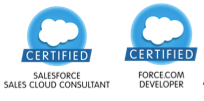 CERTIFIED
SALESFORCE
SALES CLOUD CONSULTANT
CERTIFIED
FORCE.COM
DEVELOPER